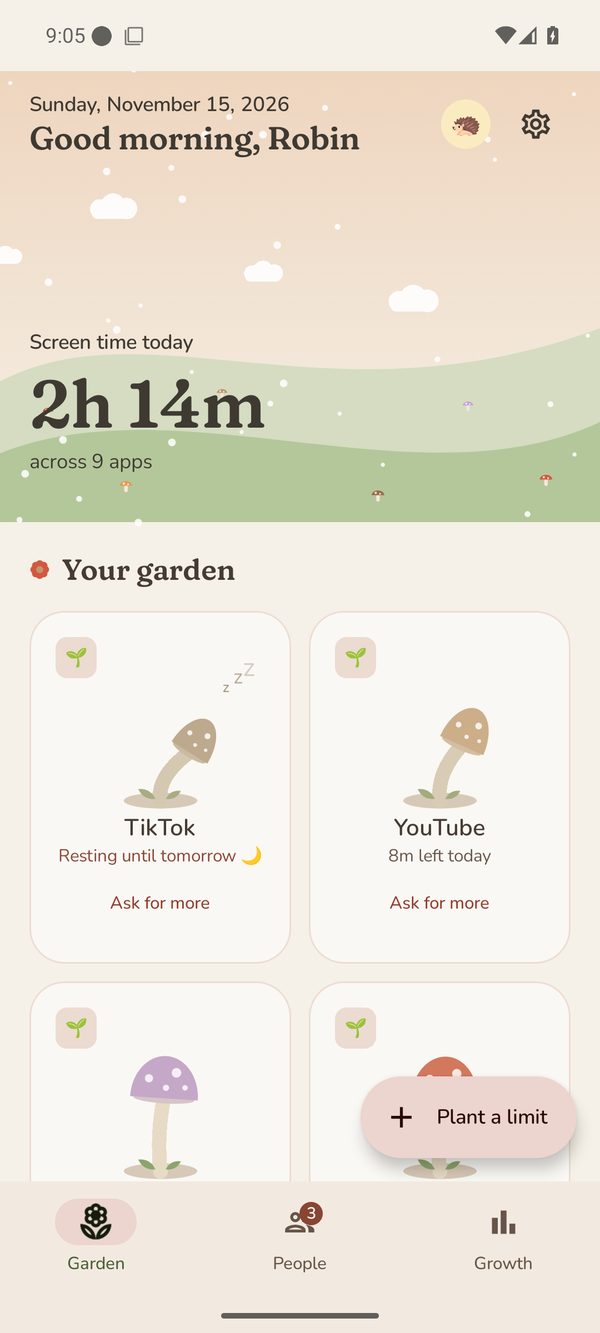 9:05
Sunday, November 15, 2026
Good morning, Robin
Screen time today
2h 14m
across 9 apps
Your garden
z z Z
TikTok
Resting until tomorrow 🌙
Ask for more
YouTube
8m left today
Ask for more
+ Plant a limit
3
Garden
People
Growth